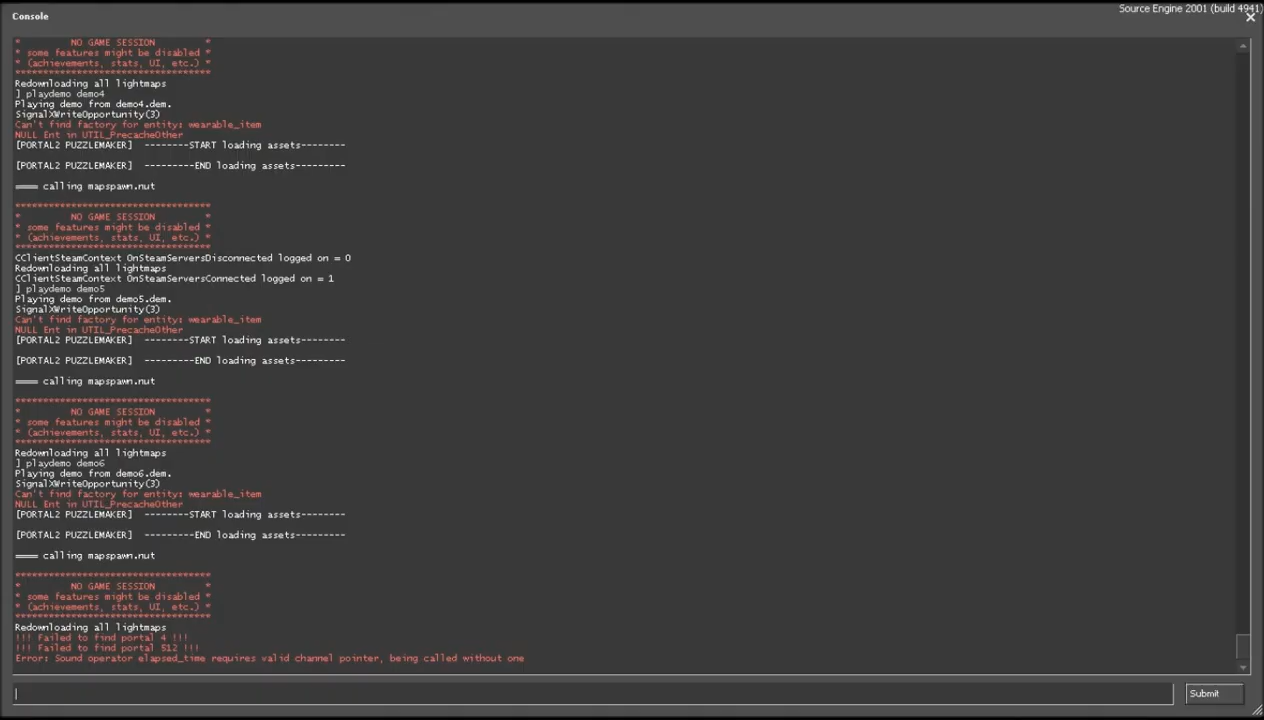 Source Engine 2001 (build 4941)
Console
*         NO GAME SESSION         *
* some features might be disabled *
* (achievements, stats, UI, etc.) *
***********************************
Redownloading all lightmaps
] playdemo demo4
Playing demo from demo4.dem.
SignalXWriteOpportunity(3)
Can't find factory for entity: wearable_item
NULL Ent in UTIL_PrecacheOther
[PORTAL2 PUZZLEMAKER]  --------START loading assets--------
[PORTAL2 PUZZLEMAKER]  ---------END loading assets---------
==== calling mapspawn.nut
***********************************
*         NO GAME SESSION         *
* some features might be disabled *
* (achievements, stats, UI, etc.) *
***********************************
CClientSteamContext OnSteamServersDisconnected logged on = 0
Redownloading all lightmaps
CClientSteamContext OnSteamServersConnected logged on = 1
] playdemo demo5
Playing demo from demo5.dem.
SignalXWriteOpportunity(3)
Can't find factory for entity: wearable_item
NULL Ent in UTIL_PrecacheOther
[PORTAL2 PUZZLEMAKER]  --------START loading assets--------
[PORTAL2 PUZZLEMAKER]  ---------END loading assets---------
==== calling mapspawn.nut
***********************************
*         NO GAME SESSION         *
* some features might be disabled *
* (achievements, stats, UI, etc.) *
***********************************
Redownloading all lightmaps
] playdemo demo6
Playing demo from demo6.dem.
SignalXWriteOpportunity(3)
Can't find factory for entity: wearable_item
NULL Ent in UTIL_PrecacheOther
[PORTAL2 PUZZLEMAKER]  --------START loading assets--------
[PORTAL2 PUZZLEMAKER]  ---------END loading assets---------
==== calling mapspawn.nut
***********************************
*         NO GAME SESSION         *
* some features might be disabled *
* (achievements, stats, UI, etc.) *
***********************************
Redownloading all lightmaps
!!! Failed to find portal 4 !!!
!!! Failed to find portal 512 !!!
Error: Sound operator elapsed_time requires valid channel pointer, being called without one
Submit